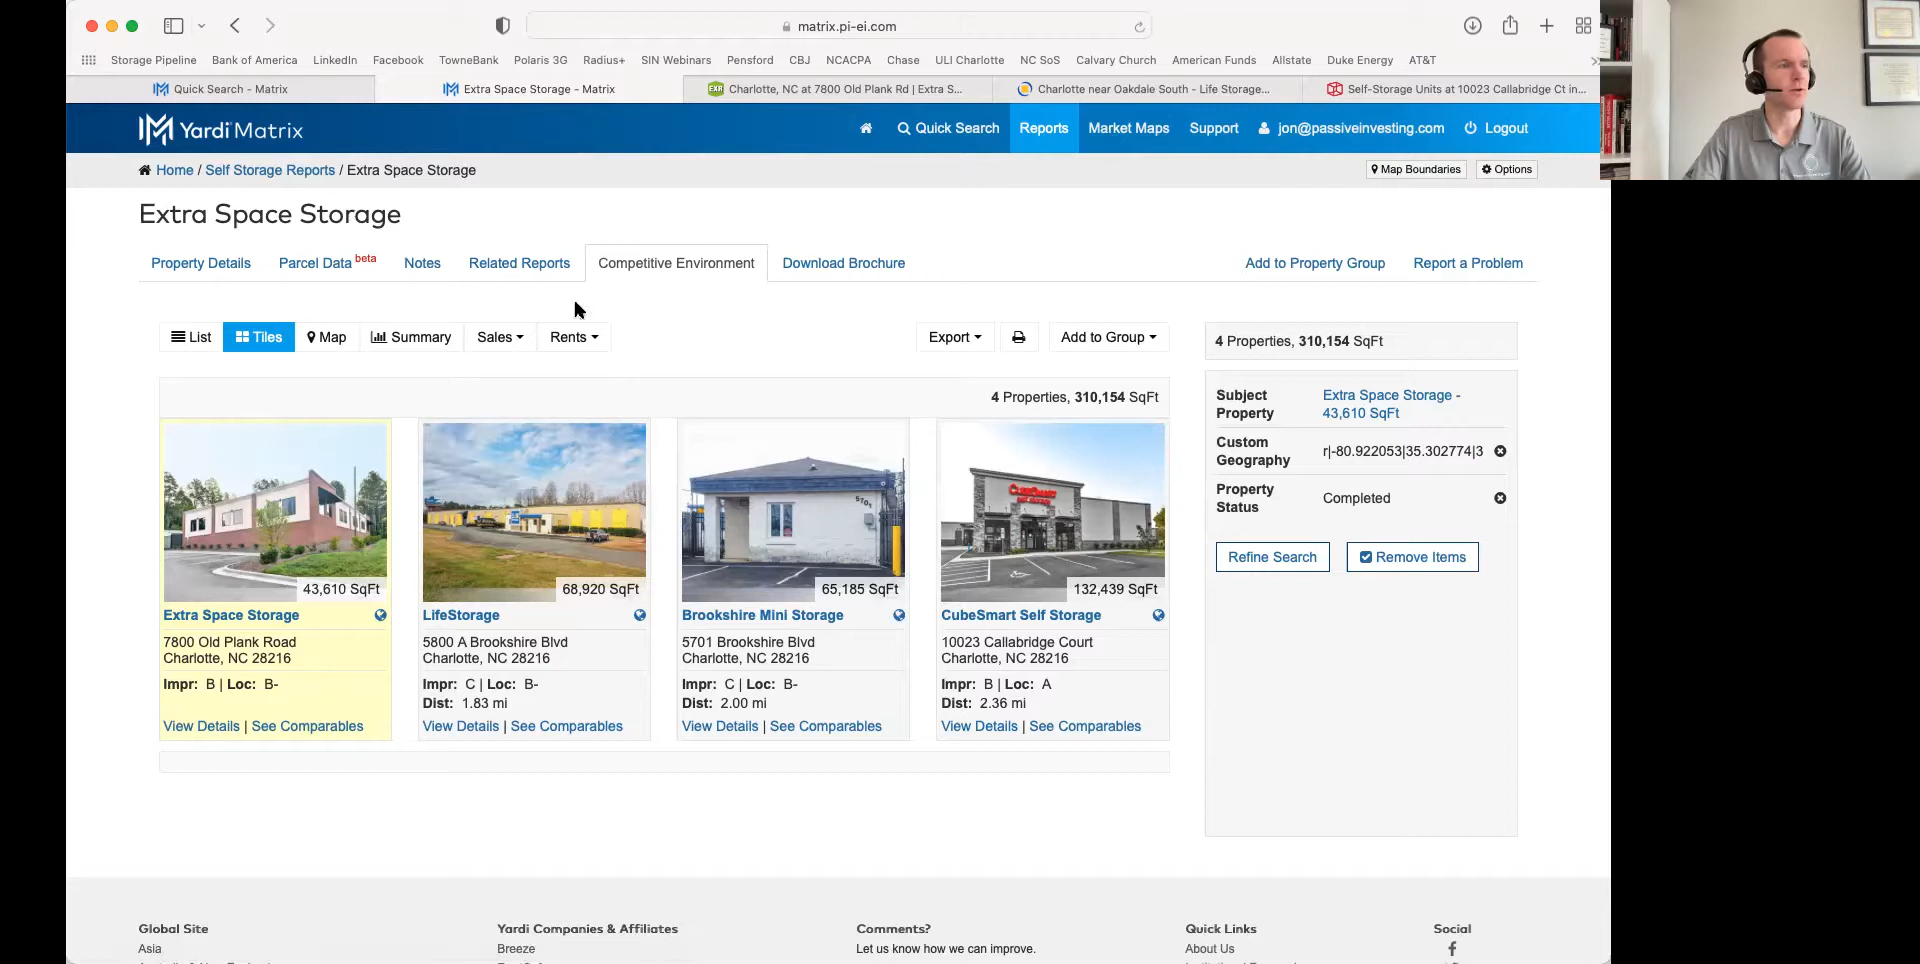 matrix.pi-ei.com
Storage Pipeline Bank of America LinkedIn Facebook TowneBank Polaris 3G Radius+ SIN Webinars Pensford CBJ NCACPA Chase ULI Charlotte NC SoS Calvary Church American Funds Allstate Duke Energy AT&T
Quick Search - Matrix
Extra Space Storage - Matrix
EXR Charlotte, NC at 7800 Old Plank Rd | Extra S...
Charlotte near Oakdale South - Life Storage...
Self-Storage Units at 10023 Callabridge Ct in...
Yardi Matrix
Quick Search Reports Market Maps Support jon@passiveinvesting.com Logout
Home / Self Storage Reports / Extra Space Storage
Map Boundaries Options
Extra Space Storage
Property Details Parcel Data beta Notes Related Reports Competitive Environment Download Brochure Add to Property Group Report a Problem
List Tiles Map Summary Sales Rents Export Add to Group
4 Properties, 310,154 SqFt
4 Properties, 310,154 SqFt
43,610 SqFt
Extra Space Storage
7800 Old Plank Road
Charlotte, NC 28216
Impr: B | Loc: B-
View Details | See Comparables
68,920 SqFt
LifeStorage
5800 A Brookshire Blvd
Charlotte, NC 28216
Impr: C | Loc: B-
Dist: 1.83 mi
View Details | See Comparables
5701
65,185 SqFt
Brookshire Mini Storage
5701 Brookshire Blvd
Charlotte, NC 28216
Impr: C | Loc: B-
Dist: 2.00 mi
View Details | See Comparables
CubeSmart
self storage
132,439 SqFt
CubeSmart Self Storage
10023 Callabridge Court
Charlotte, NC 28216
Impr: B | Loc: A
Dist: 2.36 mi
View Details | See Comparables
Subject Property
Extra Space Storage - 43,610 SqFt
Custom Geography
r|-80.922053|35.302774|3
Property Status
Completed
Refine Search Remove Items
Global Site
Asia
Yardi Companies & Affiliates
Breeze
Comments?
Let us know how we can improve.
Quick Links
About Us
Social